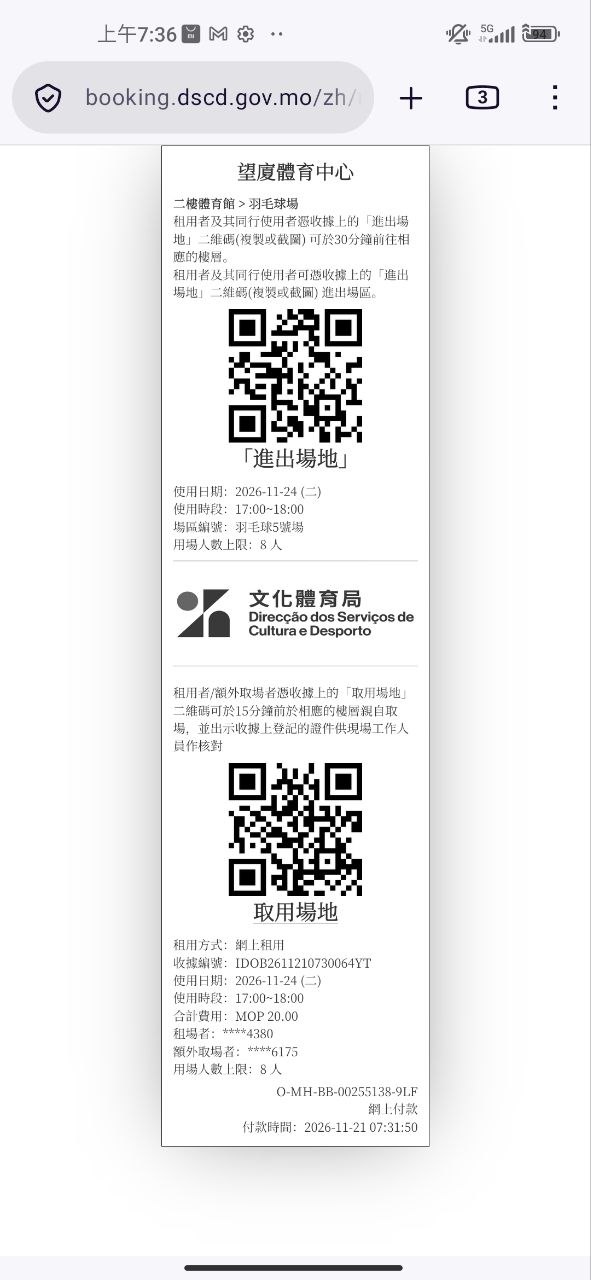 上午7:36
5G
94
booking.dscd.gov.mo/zh/
3
望廈體育中心
二樓體育館 > 羽毛球場
租用者及其同行使用者憑收據上的「進出場
地」二維碼(複製或截圖) 可於30分鐘前往相
應的樓層。
租用者及其同行使用者可憑收據上的「進出
場地」二維碼(複製或截圖) 進出場區。
「進出場地」
使用日期：2026-11-24 (二)
使用時段：17:00~18:00
場區編號：羽毛球5號場
用場人數上限：8 人
文化體育局
Direcção dos Serviços de
Cultura e Desporto
租用者/額外取場者憑收據上的「取用場地」
二維碼可於15分鐘前於相應的樓層親自取
場，並出示收據上登記的證件供現場工作人
員作核對
取用場地
租用方式：網上租用
收據編號：IDOB2611210730064YT
使用日期：2026-11-24 (二)
使用時段：17:00~18:00
合計費用：MOP 20.00
租場者：****4380
額外取場者：****6175
用場人數上限：8 人
O-MH-BB-00255138-9LF
網上付款
付款時間：2026-11-21 07:31:50